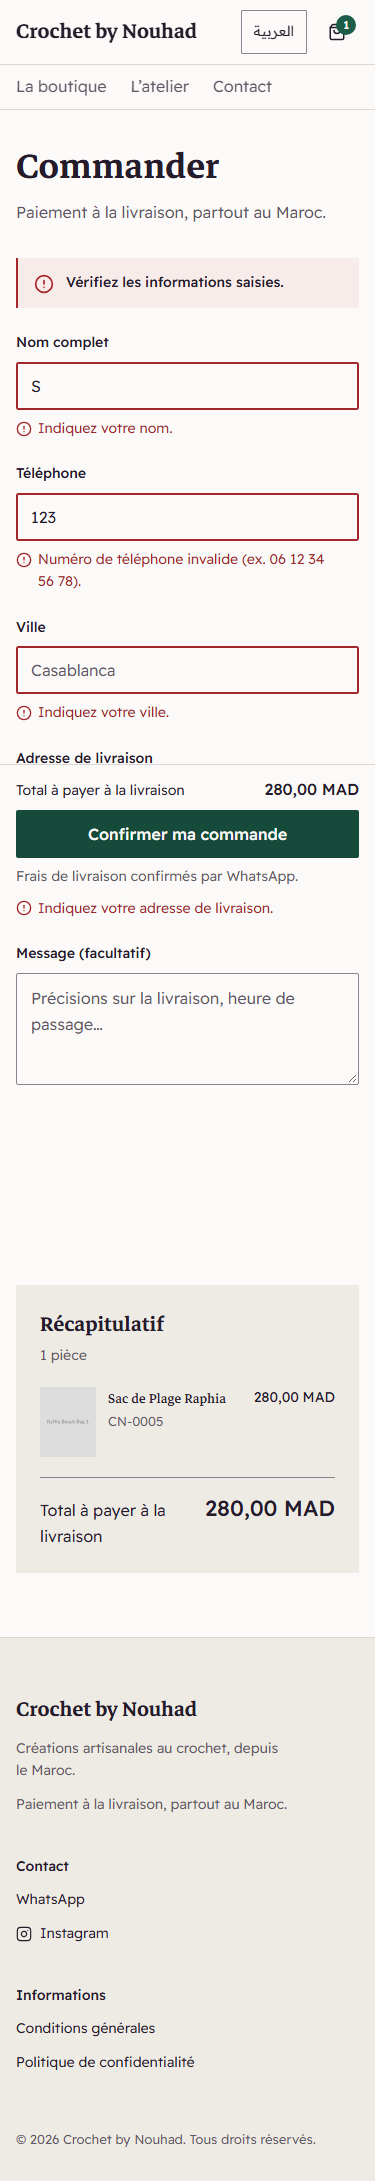 Crochet by Nouhad
العربية
1
La boutique
L’atelier
Contact
Commander
Paiement à la livraison, partout au Maroc.
Vérifiez les informations saisies.
Nom complet
S
Indiquez votre nom.
Téléphone
123
Numéro de téléphone invalide (ex. 06 12 34
56 78).
Ville
Casablanca
Indiquez votre ville.
Adresse de livraison
Total à payer à la livraison
280,00 MAD
Confirmer ma commande
Frais de livraison confirmés par WhatsApp.
Indiquez votre adresse de livraison.
Message (facultatif)
Précisions sur la livraison, heure de
passage…
Récapitulatif
1 pièce
Raffia Beach Bag 1
Sac de Plage Raphia
280,00 MAD
CN-0005
Total à payer à la
livraison
280,00 MAD
Crochet by Nouhad
Créations artisanales au crochet, depuis
le Maroc.
Paiement à la livraison, partout au Maroc.
Contact
WhatsApp
Instagram
Informations
Conditions générales
Politique de confidentialité
© 2026 Crochet by Nouhad. Tous droits réservés.